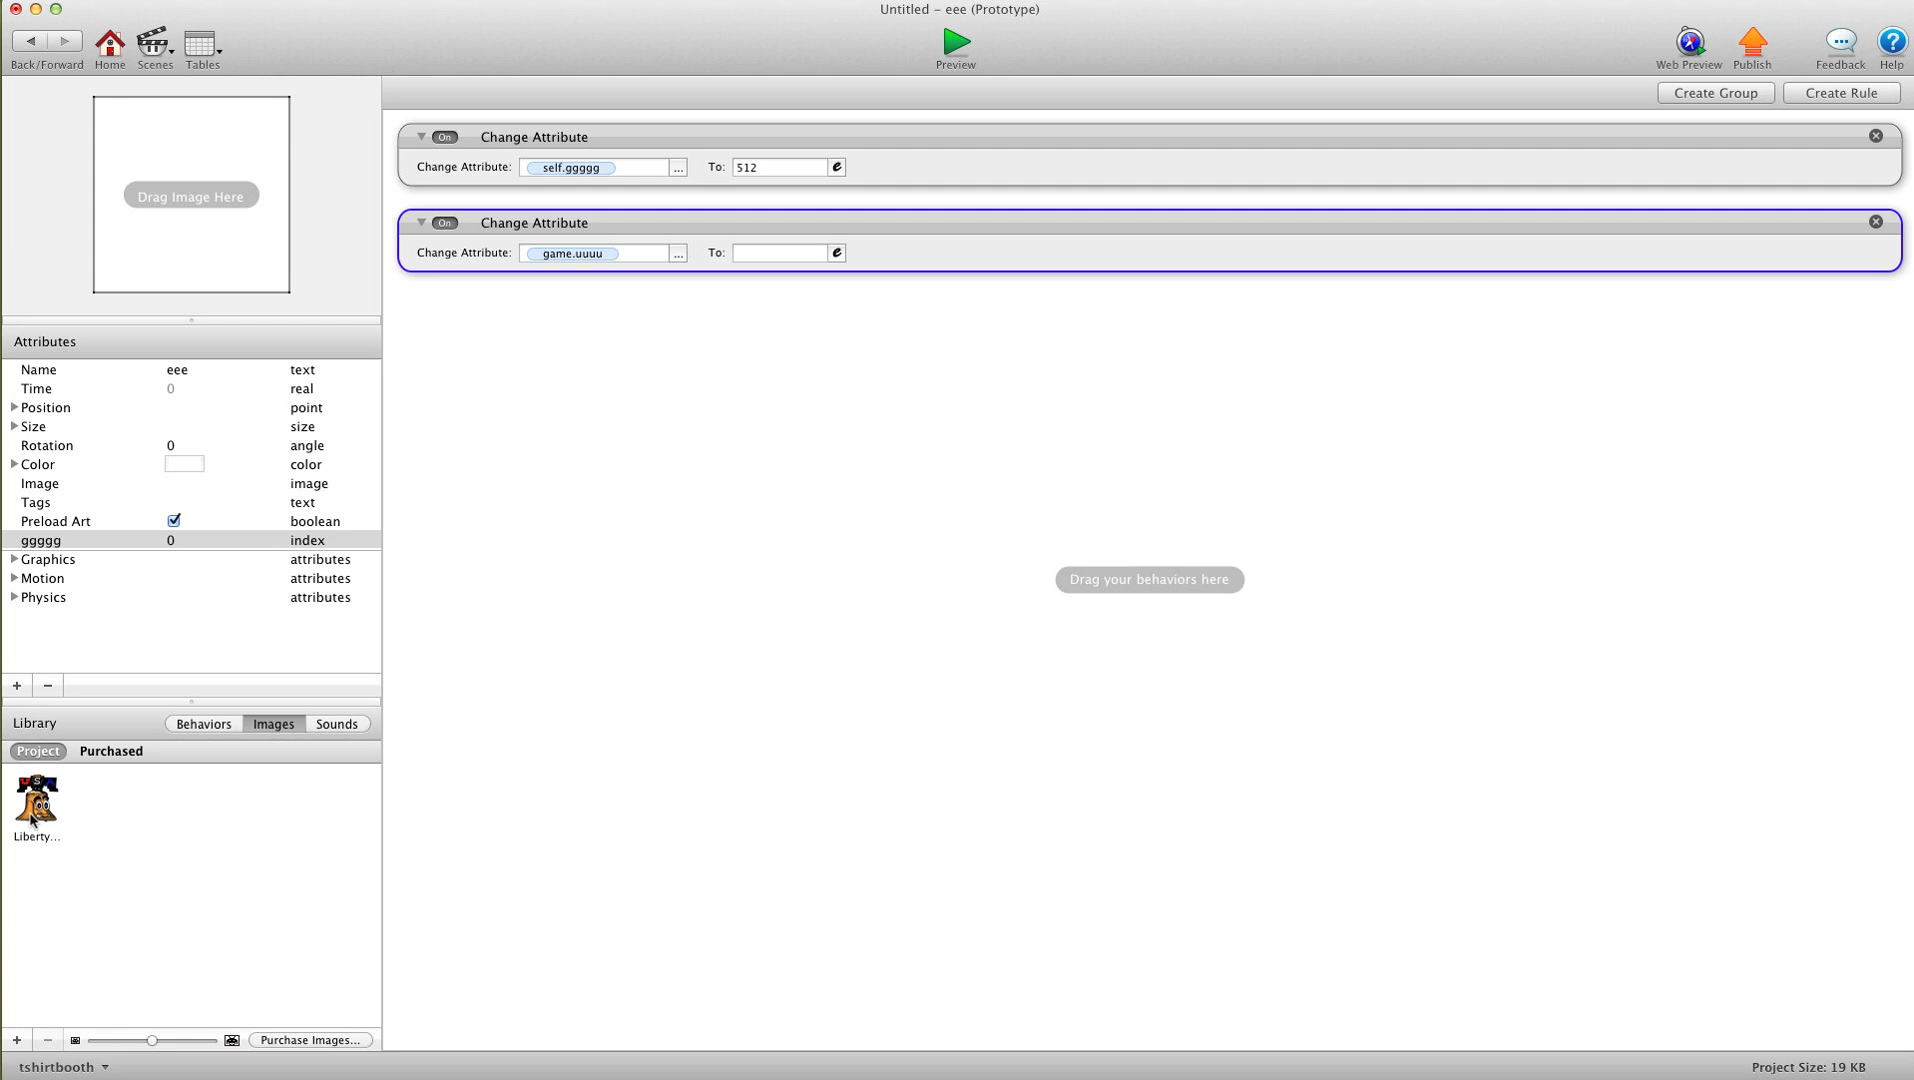 Untitled – eee (Prototype)
Back/Forward Home Scenes Tables Preview Web Preview Publish Feedback Help
Create Group Create Rule
Drag Image Here
On Change Attribute
Change Attribute: self.ggggg ... To: 512 e
On Change Attribute
Change Attribute: game.uuuu ... To: e
Attributes
Name eee text
Time 0 real
Position point
Size size
Rotation 0 angle
Color color
Image image
Tags text
Preload Art boolean
ggggg 0 index
Graphics attributes
Motion attributes
Physics attributes
Drag your behaviors here
+ −
Library Behaviors Images Sounds
Project Purchased
Liberty...
+ − Purchase Images...
tshirtbooth Project Size: 19 KB